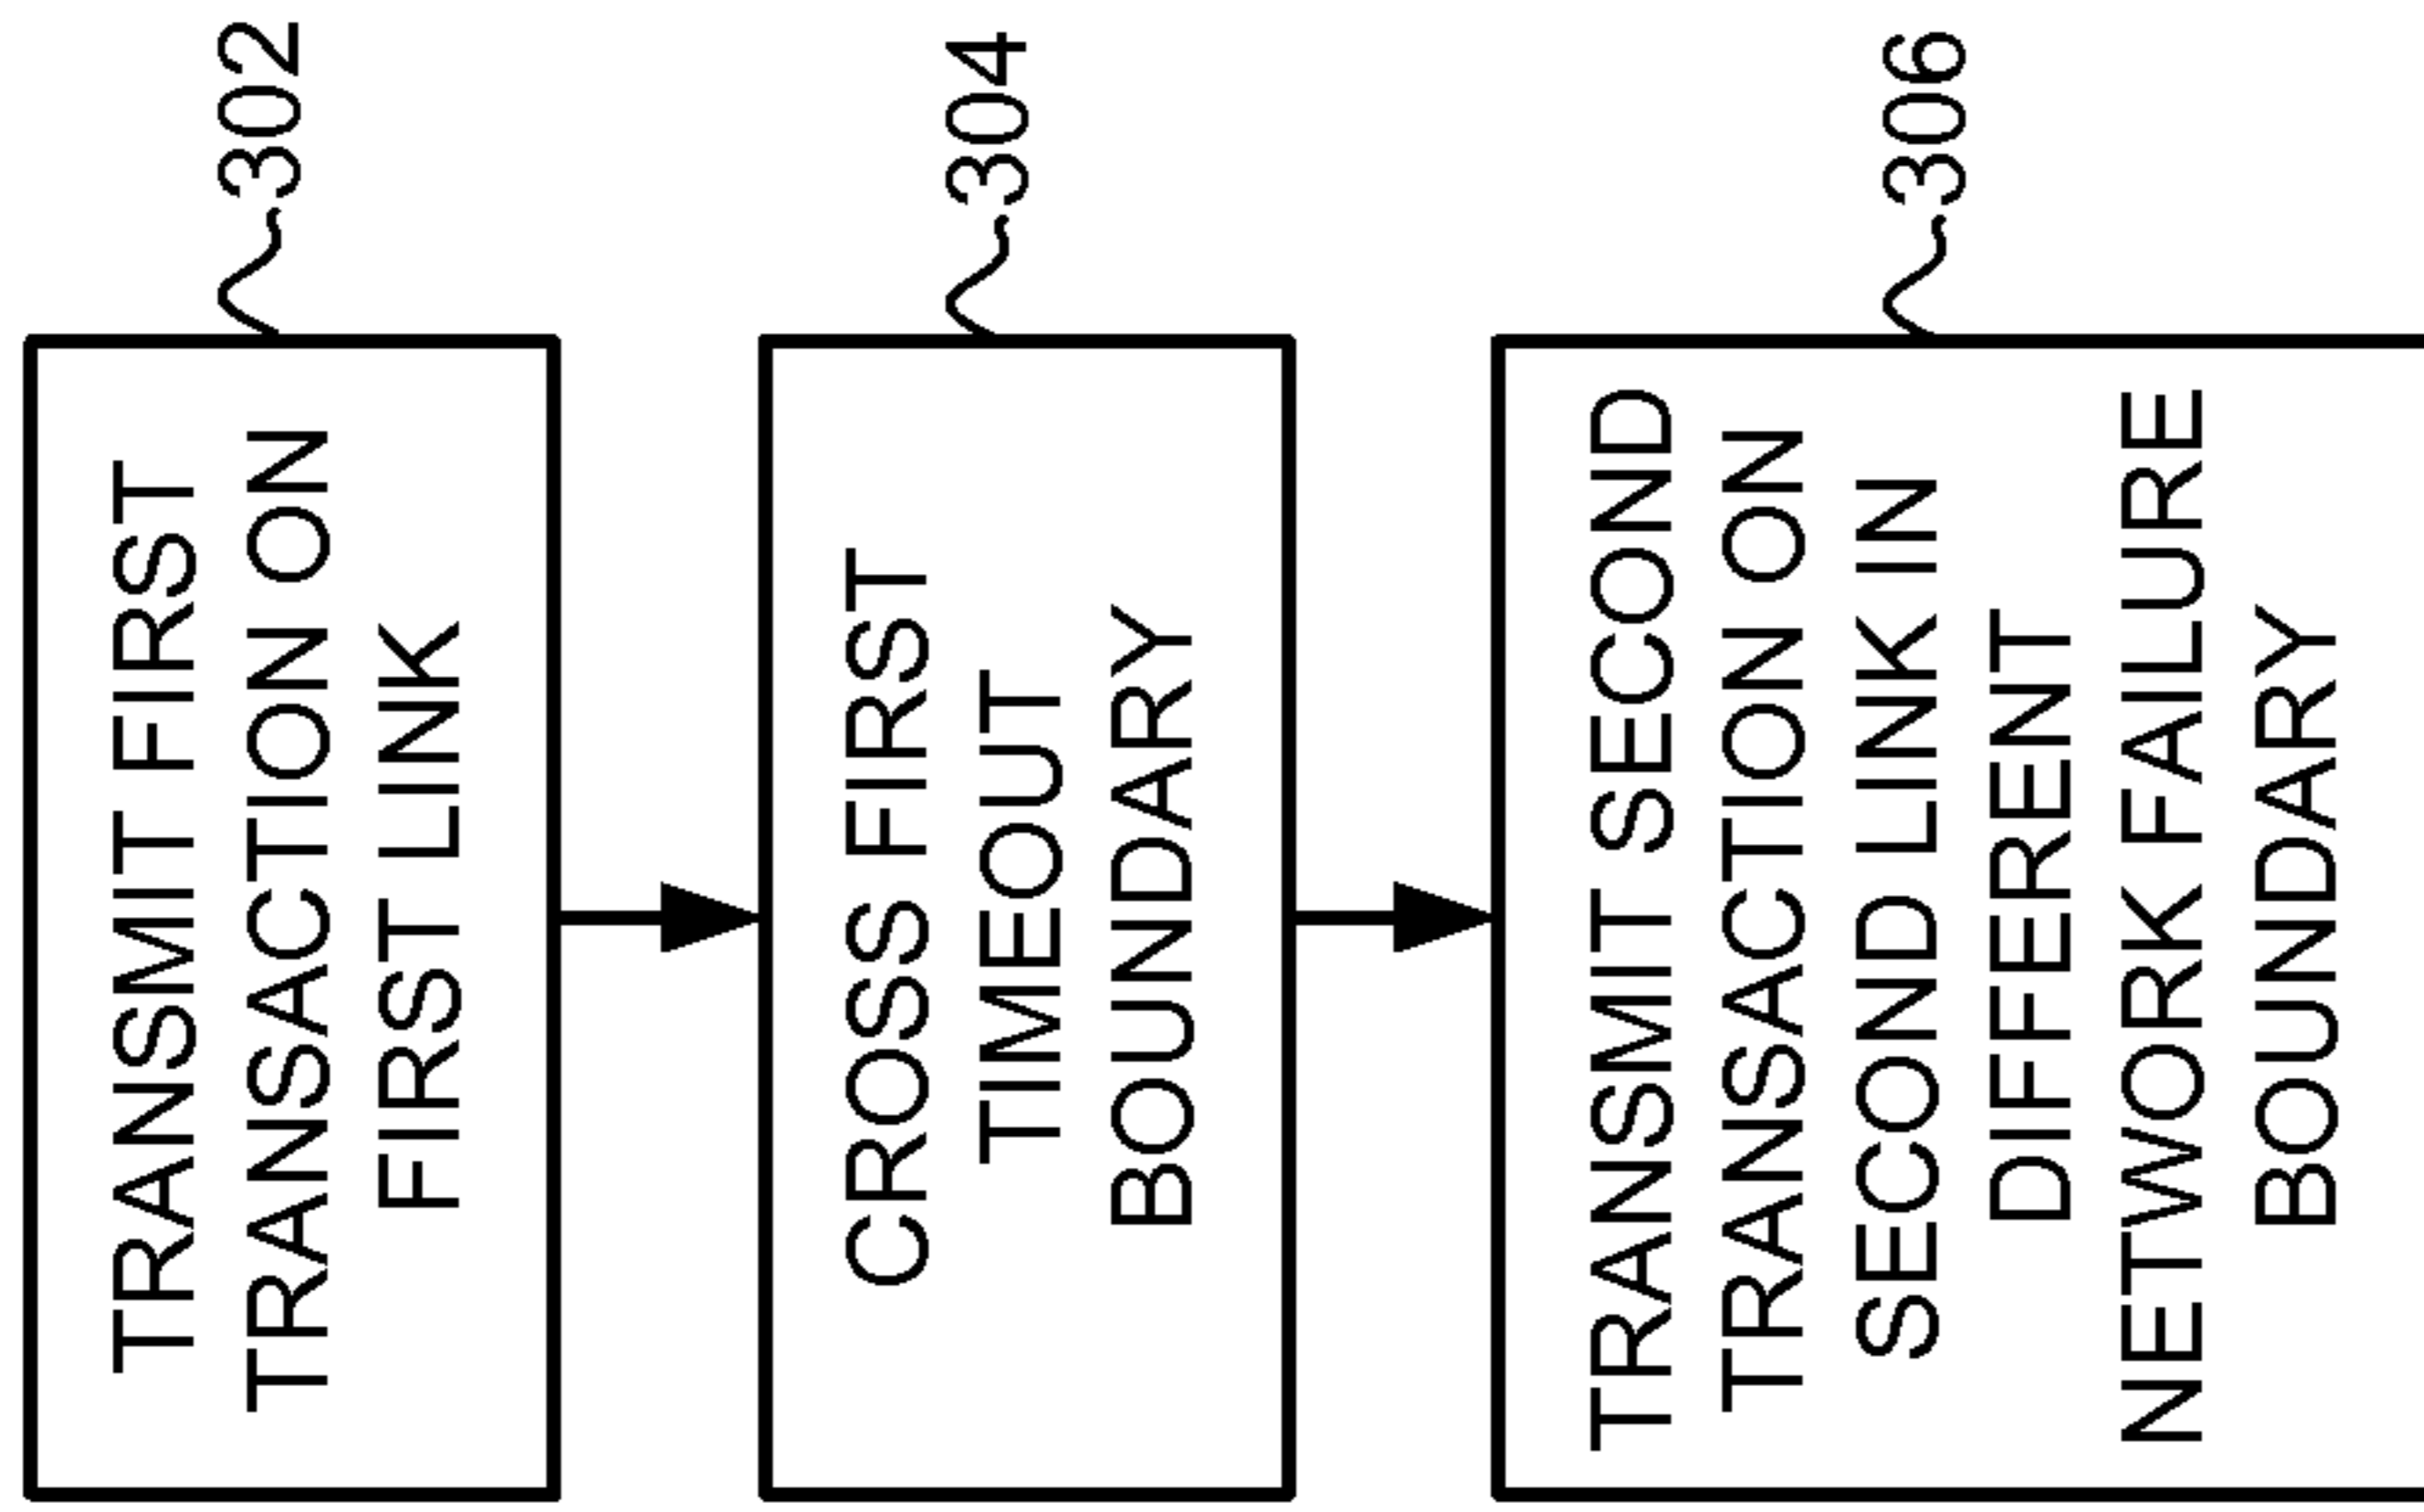 302
TRANSMIT FIRST
TRANSACTION ON
FIRST LINK
304
CROSS FIRST
TIMEOUT
BOUNDARY
306
TRANSMIT SECOND
TRANSACTION ON
SECOND LINK IN
DIFFERENT
NETWORK FAILURE
BOUNDARY